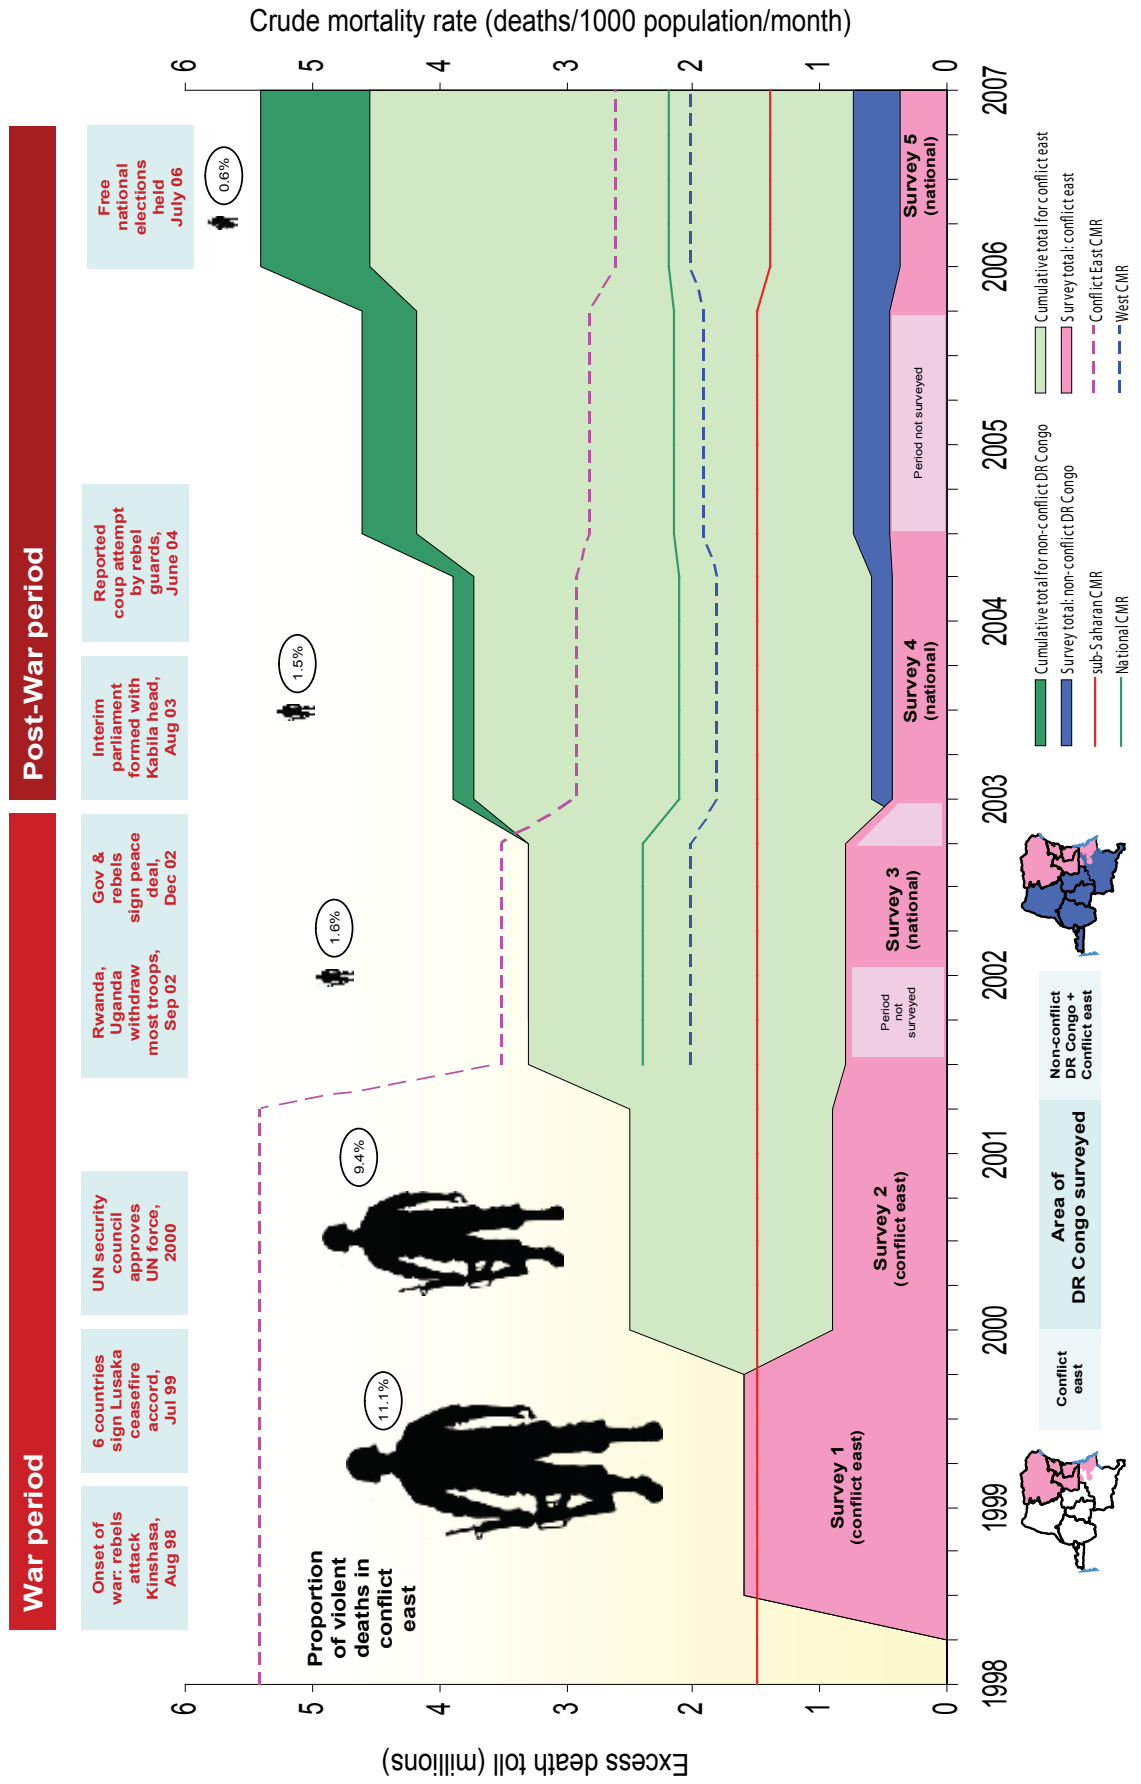 War period
Post-War period
Onset of
war: rebels
attack
Kinshasa,
Aug 98
6 countries
sign Lusaka
ceasefire
accord,
Jul 99
UN security
council
approves
UN force,
2000
Rwanda,
Uganda
withdraw
most troops,
Sep 02
Gov &
rebels
sign peace
deal,
Dec 02
Interim
parliament
formed with
Kabila head,
Aug 03
Reported
coup attempt
by rebel
guards,
June 04
Free
national
elections
held
July 06
Excess death toll (millions)
6
5
4
3
2
1
0
Proportion
of violent
deaths in
conflict
east
11.1%
9.4%
1.6%
1.5%
0.6%
Survey 1
(conflict east)
Survey 2
(conflict east)
Period
not
surveyed
Survey 3
(national)
Survey 4
(national)
Period not surveyed
Survey 5
(national)
Crude mortality rate (deaths/1000 population/month)
6
5
4
3
2
1
0
1998
1999
2000
2001
2002
2003
2004
2005
2006
2007
Conflict
east
Area of
DR Congo surveyed
Non-conflict
DR Congo +
Conflict east
Cumulative total for non-conflict DR Congo
Survey total: non-conflict DR Congo
sub-Saharan CMR
National CMR
Cumulative total for conflict east
Survey total: conflict east
Conflict East CMR
West CMR